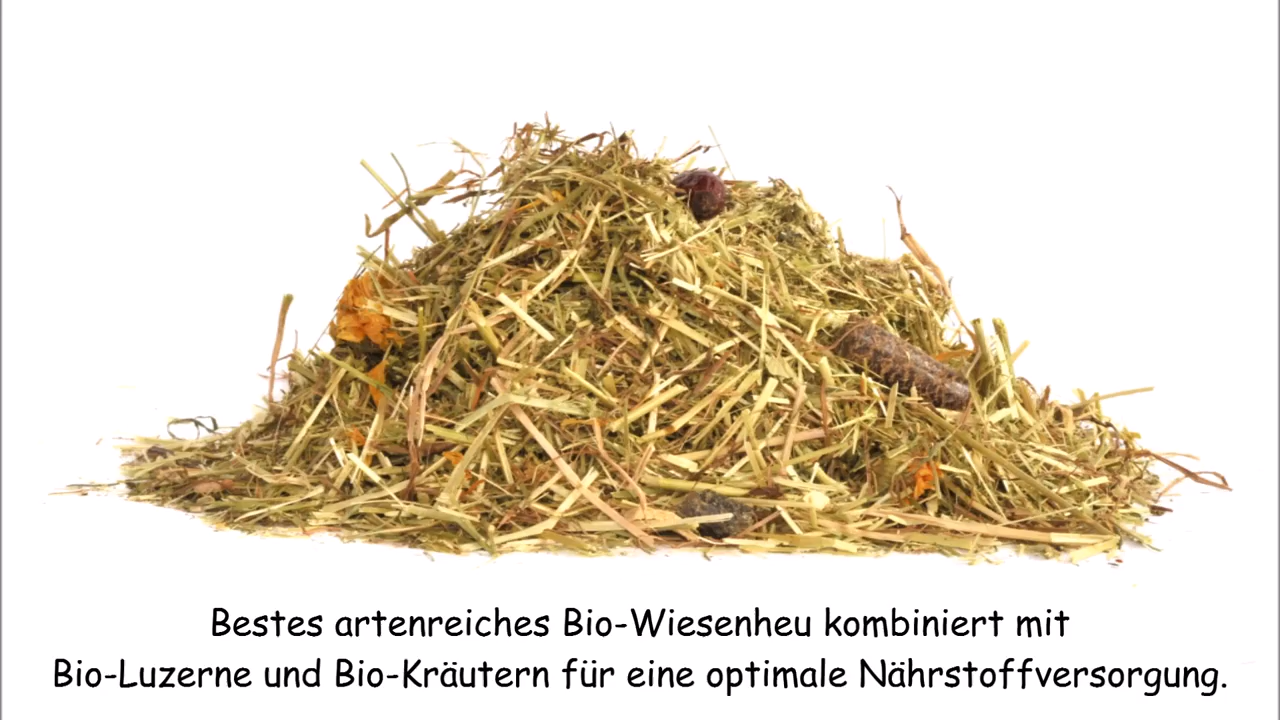 Bestes artenreiches Bio-Wiesenheu kombiniert mit
Bio-Luzerne und Bio-Kräutern für eine optimale Nährstoffversorgung.